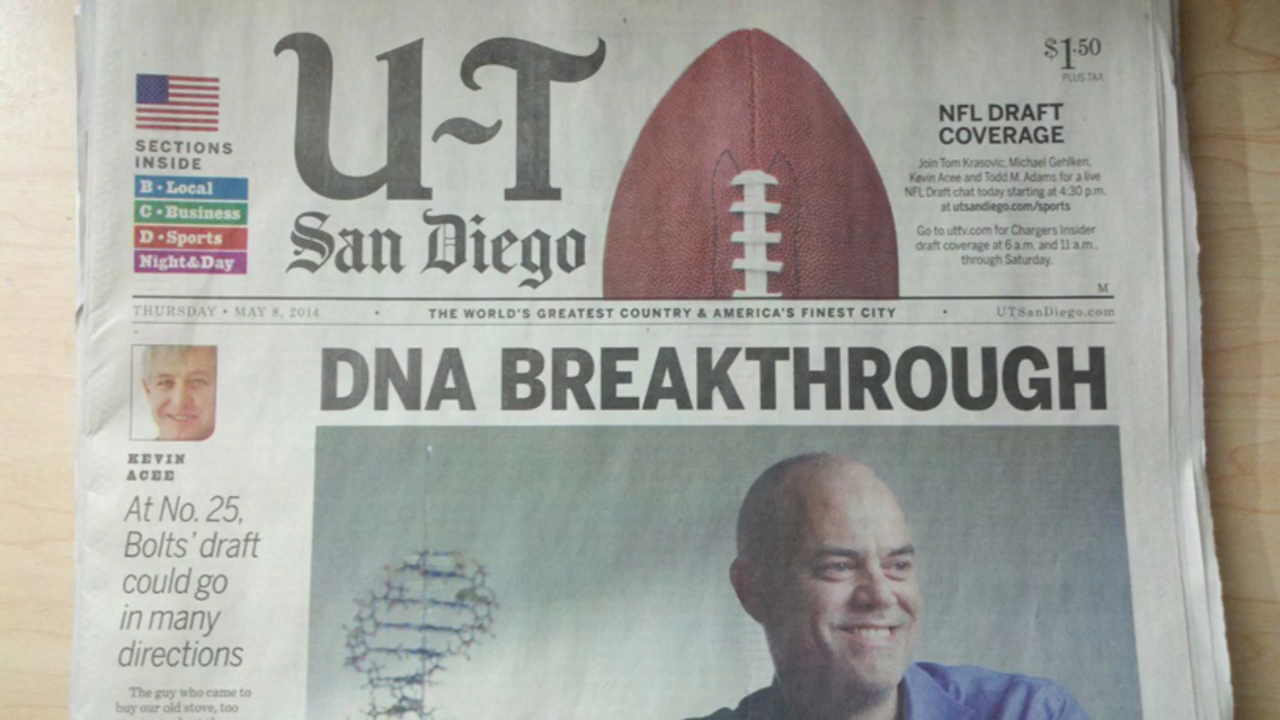 U-T
San Diego
SECTIONS
INSIDE
B • Local
C • Business
D • Sports
Night&Day
$1.50
PLUS TAX
NFL DRAFT
COVERAGE
Join Tom Krasovic, Michael Gehlken,
Kevin Acee and Todd M. Adams for a live
NFL Draft chat today starting at 4:30 p.m.
at utsandiego.com/sports
Go to uttv.com for Chargers Insider
draft coverage at 6 a.m. and 11 a.m.,
through Saturday.
M
THURSDAY • MAY 8, 2014 • THE WORLD'S GREATEST COUNTRY & AMERICA'S FINEST CITY • UTSanDiego.com
DNA BREAKTHROUGH
KEVIN
ACEE
At No. 25,
Bolts' draft
could go
in many
directions
The guy who came to
buy our old stove, too